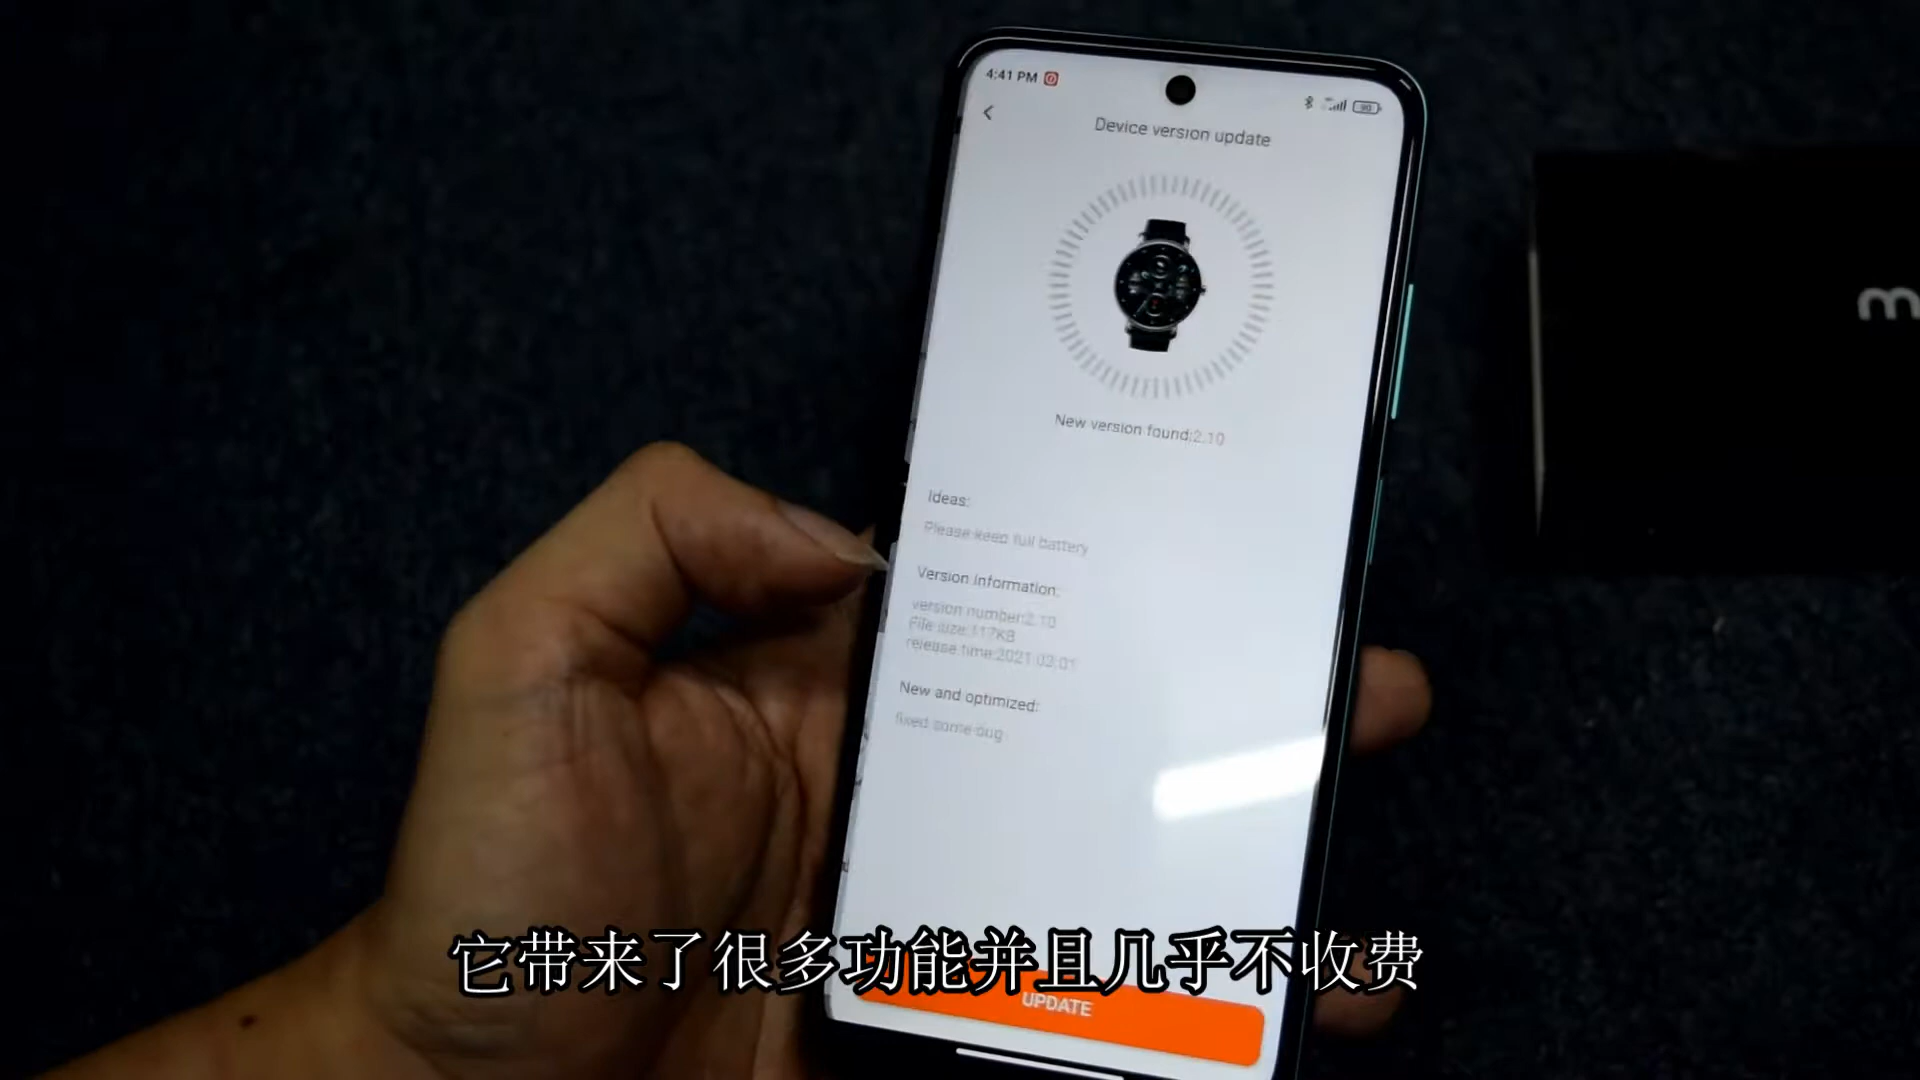 4:41 PM
90
Device version update
New version found:2.10
Ideas:
Please keep full battery
Version Information:
version number:2.10
File size:117KB
release time:2021.02.01
New and optimized:
fixed some bug
它带来了很多功能并且几乎不收费
UPDATE
m